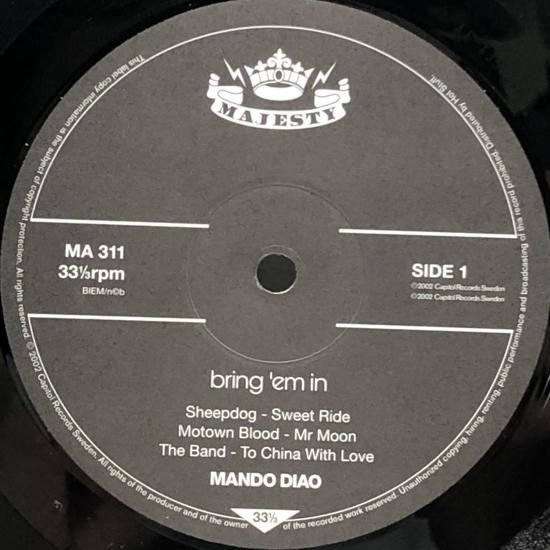 MAJESTY
MA 311
33⅓rpm
BIEM/n©b
SIDE 1
©2002 Capitol Records Sweden
©2002 Capitol Records Sweden
bring 'em in
Sheepdog - Sweet Ride
Motown Blood - Mr Moon
The Band - To China With Love
MANDO DIAO
33⅓
This label copy information is the subject of copyright protection. All rights reserved. © 2002 Capitol Records Sweden. All rights of the producer and of the owner of the recorded work reserved. Unauthorized copying, hiring, renting, public performance and broadcasting of this record prohibited. Distributed by Hot Stuff.